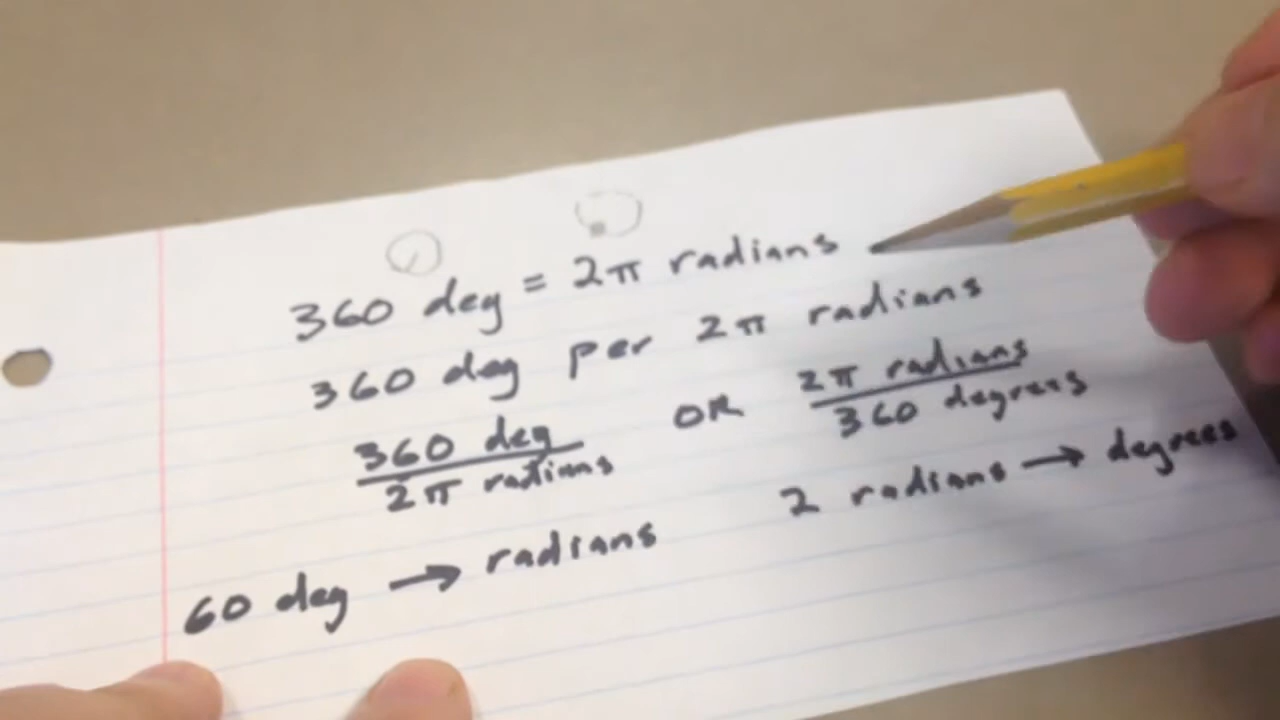 360 deg = 2π radians
360 deg per 2π radians
360 deg / 2π radians OR 2π radians / 360 degrees
60 deg → radians 2 radians → degrees